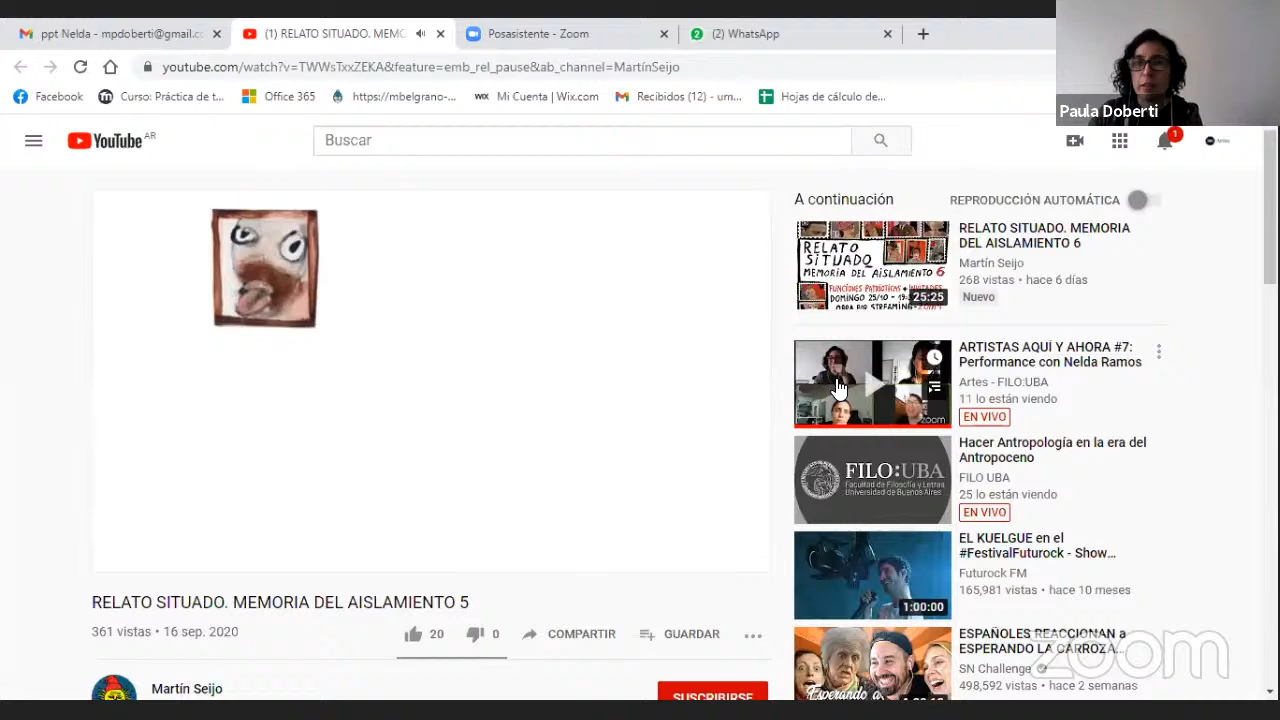 ppt Nelda - mpdoberti@gmail.cc
(1) RELATO SITUADO. MEMO
Posasistente - Zoom
(2) WhatsApp
youtube.com/watch?v=TWWsTxxZEKA&feature=emb_rel_pause&ab_channel=MartínSeijo
Facebook
Curso: Práctica de t...
Office 365
https://mbelgrano-...
Mi Cuenta | Wix.com
Recibidos (12) - um...
Hojas de cálculo de...
Paula Doberti
YouTube AR
Buscar
1
A continuación
REPRODUCCIÓN AUTOMÁTICA
RELATO
SITUADO
MEMORIA DEL AISLAMIENTO 6
FUNCIONES PATRIÓTICAS + INVITADES
25:25
RELATO SITUADO. MEMORIA
DEL AISLAMIENTO 6
Martín Seijo
268 vistas • hace 6 días
Nuevo
zoom
ARTISTAS AQUÍ Y AHORA #7:
Performance con Nelda Ramos
Artes - FILO:UBA
11 lo están viendo
EN VIVO
FILO:UBA
Facultad de Filosofía y Letras
Universidad de Buenos Aires
Hacer Antropología en la era del
Antropoceno
FILO UBA
25 lo están viendo
EN VIVO
1:00:00
EL KUELGUE en el
#FestivalFuturock - Show...
Futurock FM
165,981 vistas • hace 10 meses
Esperando a
ESPAÑOLES REACCIONAN a
ESPERANDO LA CARROZA...
SN Challenge
498,592 vistas • hace 2 semanas
zoom
RELATO SITUADO. MEMORIA DEL AISLAMIENTO 5
361 vistas • 16 sep. 2020
20
0
COMPARTIR
GUARDAR
Martín Seijo
SUSCRIBIRSE